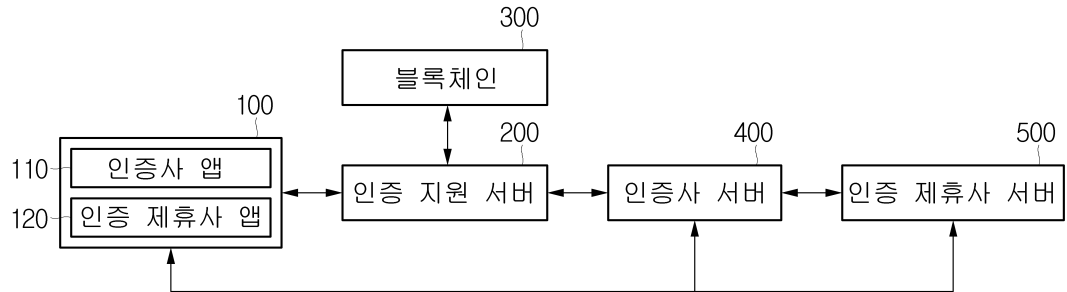 300
블록체인
100
200
400
500
110
인증사 앱
인증 지원 서버
인증사 서버
인증 제휴사 서버
120
인증 제휴사 앱